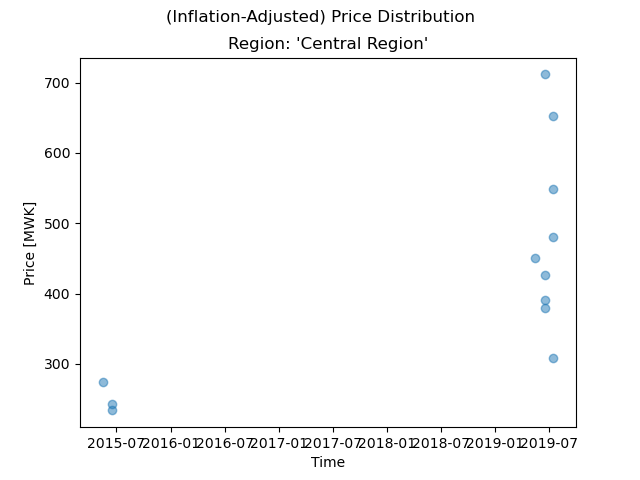 (Inflation-Adjusted) Price Distribution
Region: 'Central Region'
700
600
500
400
300
Price [MWK]
2015-07 2016-01 2016-07 2017-01 2017-07 2018-01 2018-07 2019-01 2019-07
Time